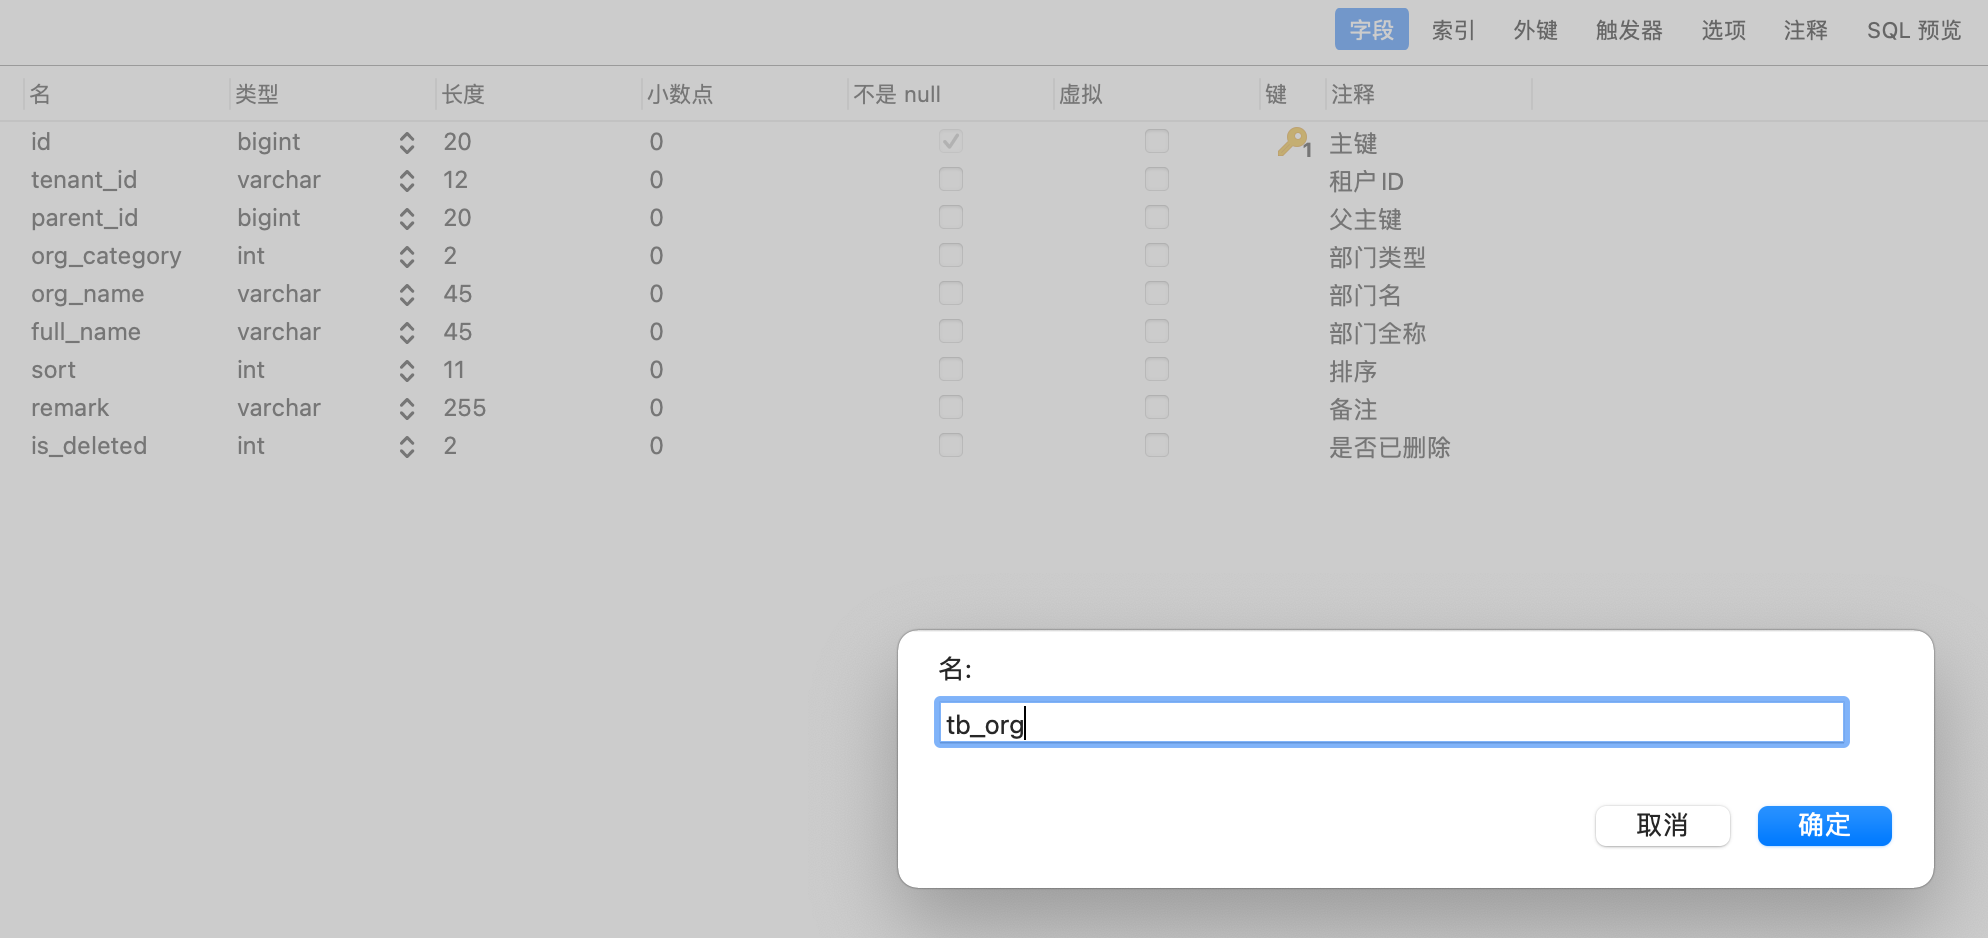 字段 索引 外键 触发器 选项 注释 SQL 预览
名 类型 长度 小数点 不是 null 虚拟 键 注释
id bigint 20 0 1 主键
tenant_id varchar 12 0 租户ID
parent_id bigint 20 0 父主键
org_category int 2 0 部门类型
org_name varchar 45 0 部门名
full_name varchar 45 0 部门全称
sort int 11 0 排序
remark varchar 255 0 备注
is_deleted int 2 0 是否已删除
名:
tb_org
取消 确定